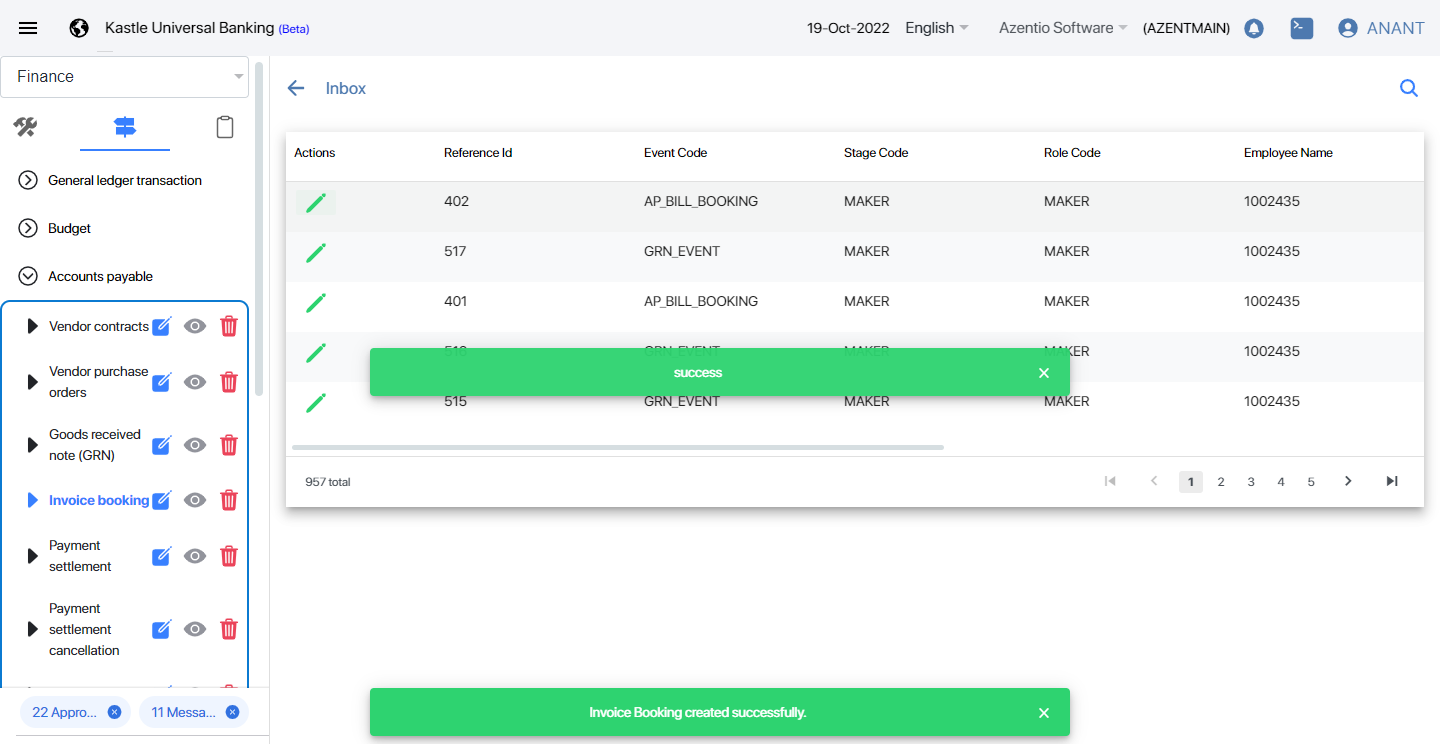 Kastle Universal Banking (Beta)
19-Oct-2022 English Azentio Software (AZENTMAIN) ANANT
Finance
General ledger transaction
Budget
Accounts payable
Vendor contracts
Vendor purchase
orders
Goods received
note (GRN)
Invoice booking
Payment
settlement
Payment
settlement
cancellation
22 Appro...
11 Messa...
Inbox
Actions Reference Id Event Code Stage Code Role Code Employee Name
402 AP_BILL_BOOKING MAKER MAKER 1002435
517 GRN_EVENT MAKER MAKER 1002435
401 AP_BILL_BOOKING MAKER MAKER 1002435
516 GRN_EVENT MAKER MAKER 1002435
success
515 GRN_EVENT MAKER MAKER 1002435
957 total
1 2 3 4 5
Invoice Booking created successfully.